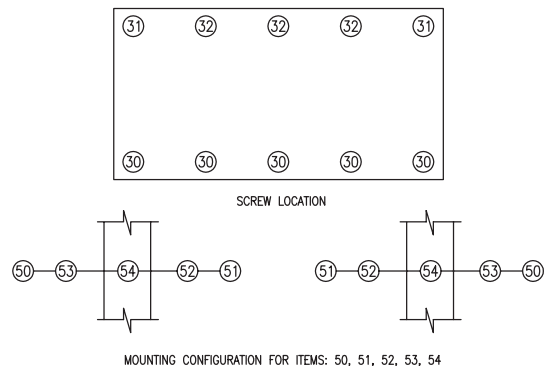 31 32 32 32 31
30 30 30 30 30
SCREW LOCATION
50 53 54 52 51 51 52 54 53 50
MOUNTING CONFIGURATION FOR ITEMS: 50, 51, 52, 53, 54